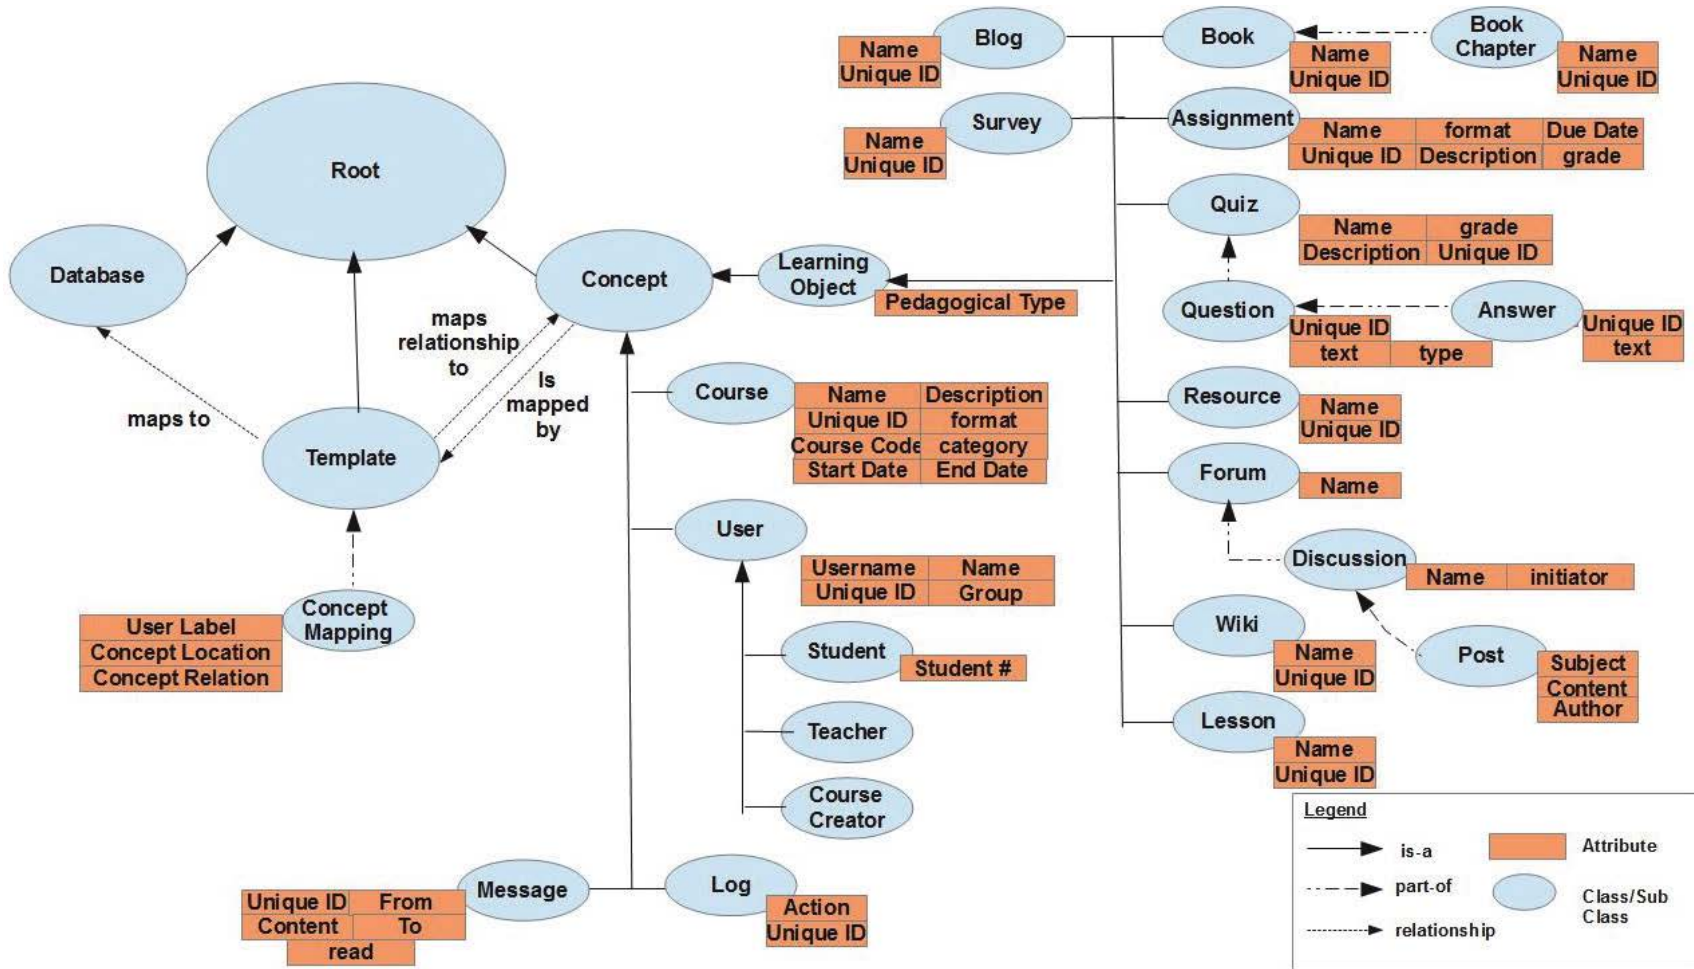 Root
Database
Concept
Template
maps to
maps
relationship
to
Is
mapped
by
Concept
Mapping
User Label
Concept Location
Concept Relation
Learning
Object
Pedagogical Type
Course
Name Description
Unique ID format
Course Code category
Start Date End Date
User
Username Name
Unique ID Group
Student
Student #
Teacher
Course
Creator
Message
Unique ID From
Content To
read
Log
Action
Unique ID
Blog
Name
Unique ID
Survey
Name
Unique ID
Book
Name
Unique ID
Book
Chapter
Name
Unique ID
Assignment
Name format Due Date
Unique ID Description grade
Quiz
Name grade
Description Unique ID
Question
Unique ID
text type
Answer
Unique ID
text
Resource
Name
Unique ID
Forum
Name
Discussion
Name initiator
Post
Subject
Content
Author
Wiki
Name
Unique ID
Lesson
Name
Unique ID
Legend
is-a
part-of
relationship
Attribute
Class/Sub
Class